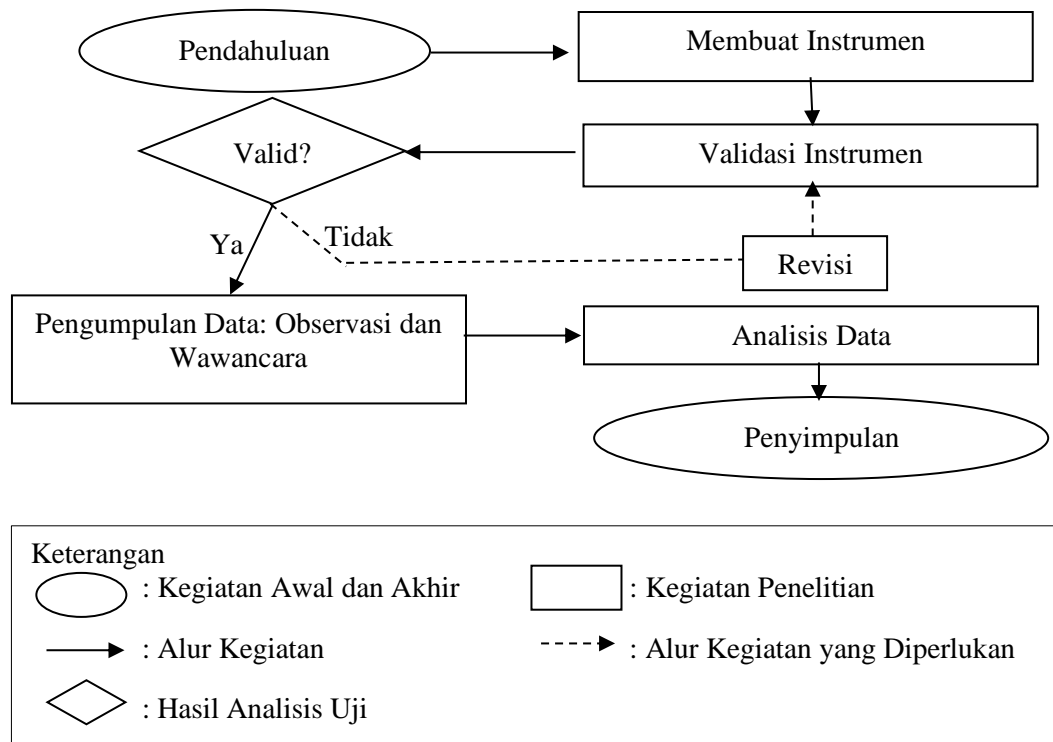 Pendahuluan
Membuat Instrumen
Valid?
Validasi Instrumen
Ya
Tidak
Revisi
Pengumpulan Data: Observasi dan
Wawancara
Analisis Data
Penyimpulan
Keterangan
: Kegiatan Awal dan Akhir
: Kegiatan Penelitian
: Alur Kegiatan
: Alur Kegiatan yang Diperlukan
: Hasil Analisis Uji